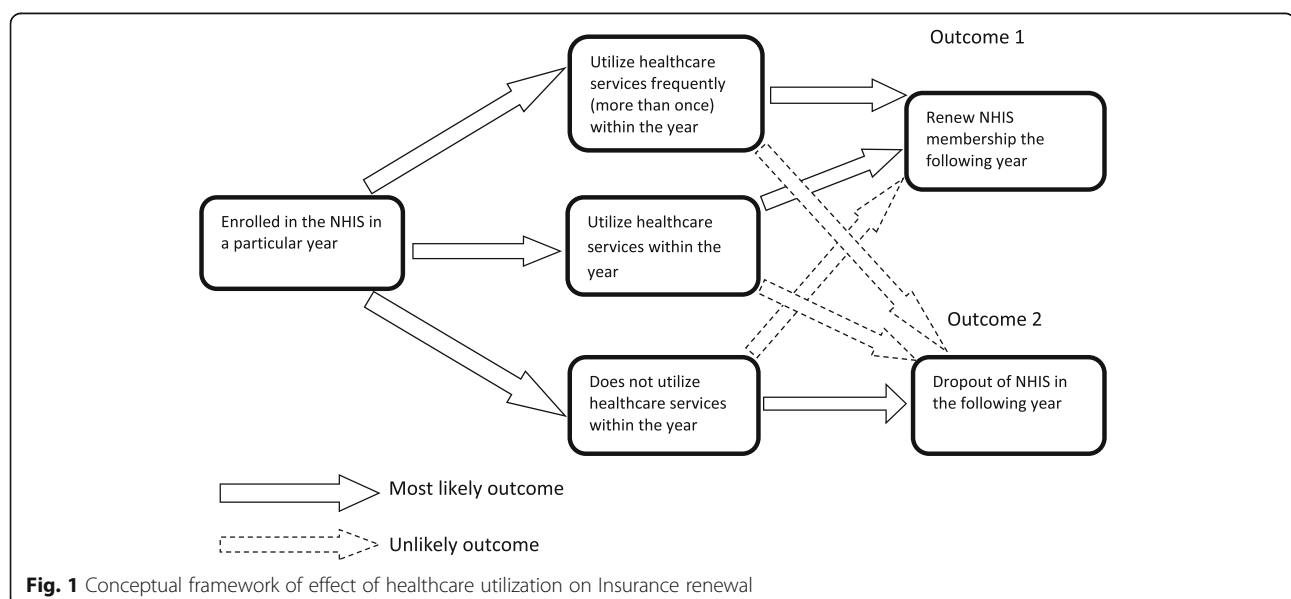 Outcome 1
Utilize healthcare
services frequently
(more than once)
within the year
Renew NHIS
membership the
following year
Enrolled in the NHIS in
a particular year
Utilize healthcare
services within the
year
Outcome 2
Does not utilize
healthcare services
within the year
Dropout of NHIS in
the following year
Most likely outcome
Unlikely outcome
Fig. 1 Conceptual framework of effect of healthcare utilization on Insurance renewal